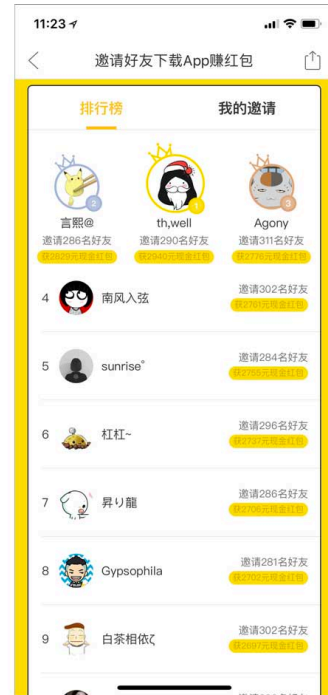 11:23
邀请好友下载App赚红包
排行榜
我的邀请
2
1
3
言熙@
th,well
Agony
邀请286名好友
邀请290名好友
邀请311名好友
获2829元现金红包
获2940元现金红包
获2776元现金红包
4
南风入弦
邀请302名好友
获2761元现金红包
5
sunrise°
邀请284名好友
获2755元现金红包
6
杠杠~
邀请296名好友
获2737元现金红包
7
昇り龍
邀请286名好友
获2706元现金红包
8
Gypsophila
邀请281名好友
获2702元现金红包
9
白茶相依ζ
邀请302名好友
获2697元现金红包